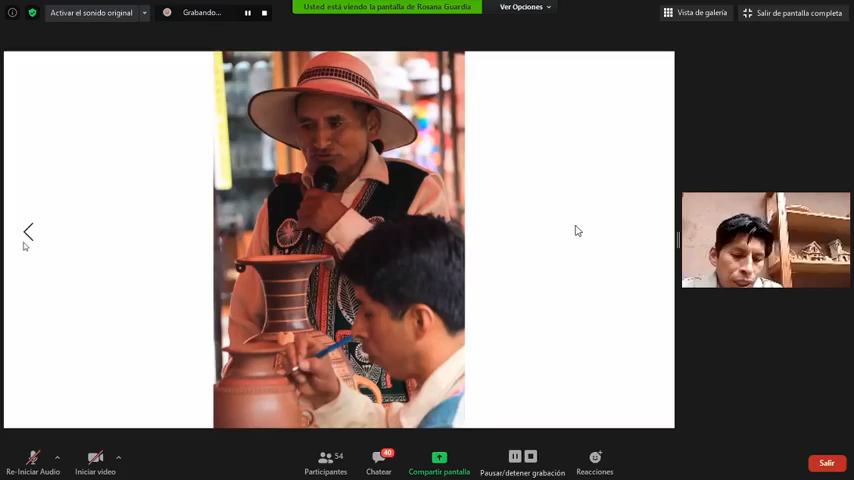 Activar el sonido original
Grabando...
Usted está viendo la pantalla de Rosana Guardia
Ver Opciones
Vista de galería
Salir de pantalla completa
Re-Iniciar Audio
Iniciar video
54
Participantes
40
Chatear
Compartir pantalla
Pausar/detener grabación
Reacciones
Salir